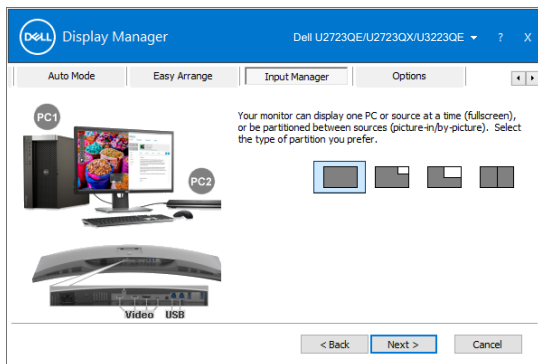 DELL Display Manager
Dell U2723QE/U2723QX/U3223QE
? X
Auto Mode Easy Arrange Input Manager Options
PC1
Your monitor can display one PC or source at a time (fullscreen),
or be partitioned between sources (picture-in/by-picture). Select
the type of partition you prefer.
PC2
Video USB
< Back Next > Cancel